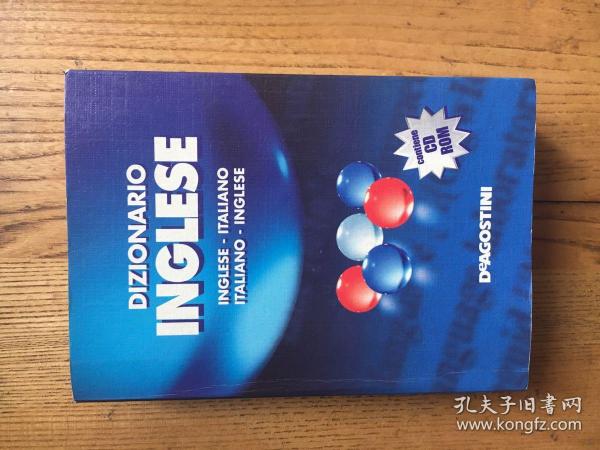 DIZIONARIO
INGLESE
INGLESE - ITALIANO
ITALIANO - INGLESE
contiene
CD
ROM
DeAGOSTINI
孔夫子旧书网
www.kongfz.com